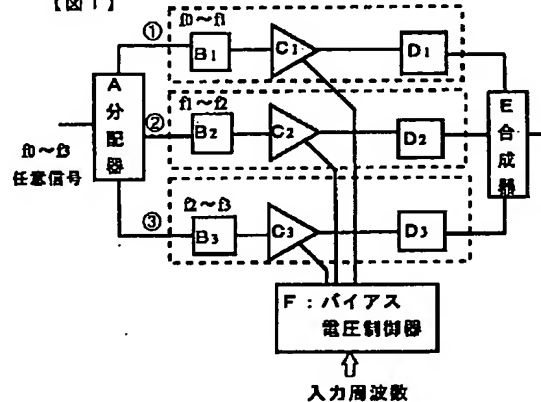 【図1】
f0～f1
①
B1
C1
D1
A
分
配
器
f0～f3
任意信号
②
f1～f2
B2
C2
D2
E
合
成
器
③
f2～f3
B3
C3
D3
F：バイアス
電圧制御器
入力周波数